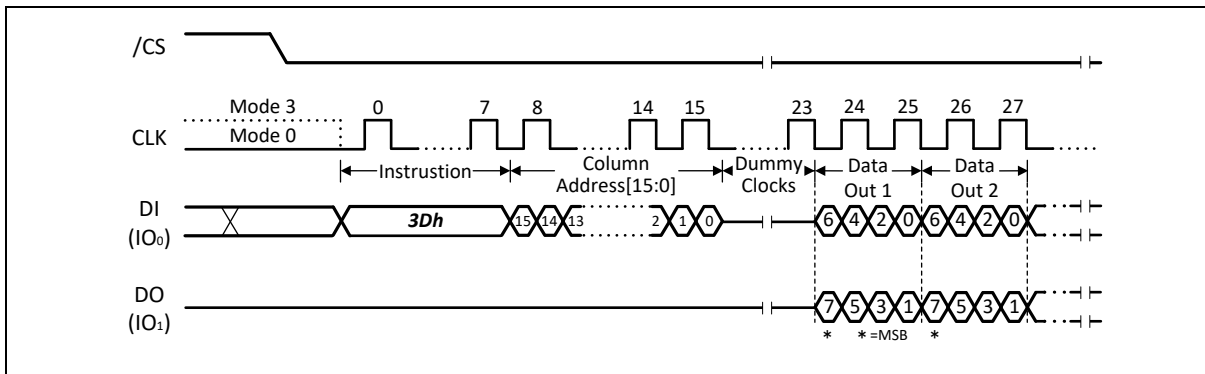 /CS
Mode 3
0 7 8 14 15 23 24 25 26 27
CLK
Mode 0
Instrustion
Column
Address[15:0]
Dummy
Clocks
Data
Out 1
Data
Out 2
DI
(IO₀)
3Dh
15 14 13 2 1 0 6 4 2 0 6 4 2 0
DO
(IO₁)
7 5 3 1 7 5 3 1
* * =MSB *